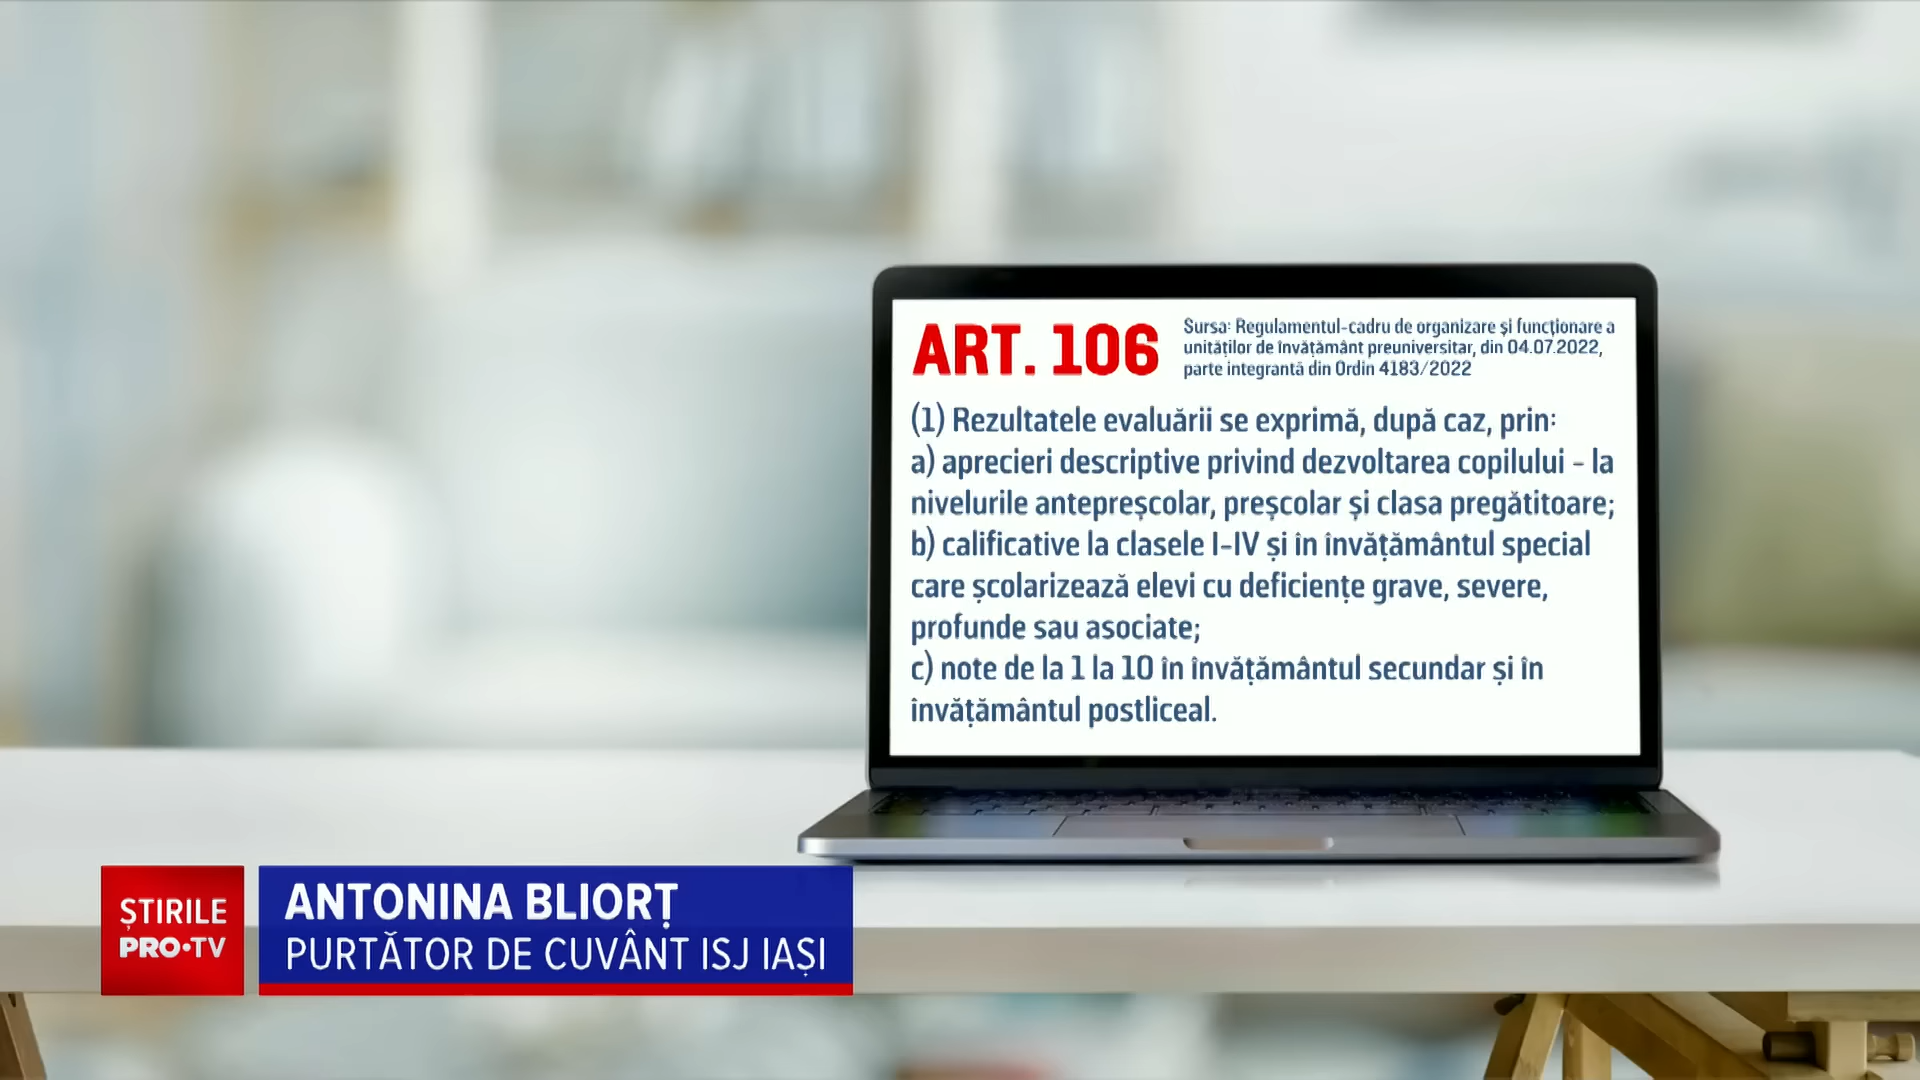 ART. 106
Sursa: Regulamentul-cadru de organizare și funcționare a
unităților de învățământ preuniversitar, din 04.07.2022,
parte integrantă din Ordin 4183/2022
(1) Rezultatele evaluării se exprimă, după caz, prin:
a) aprecieri descriptive privind dezvoltarea copilului - la
nivelurile antepreșcolar, preșcolar și clasa pregătitoare;
b) calificative la clasele I-IV și în învățământul special
care școlarizează elevi cu deficiențe grave, severe,
profunde sau asociate;
c) note de la 1 la 10 în învățământul secundar și în
învățământul postliceal.
ȘTIRILE
PRO•TV
ANTONINA BLIORȚ
PURTĂTOR DE CUVÂNT ISJ IAȘI